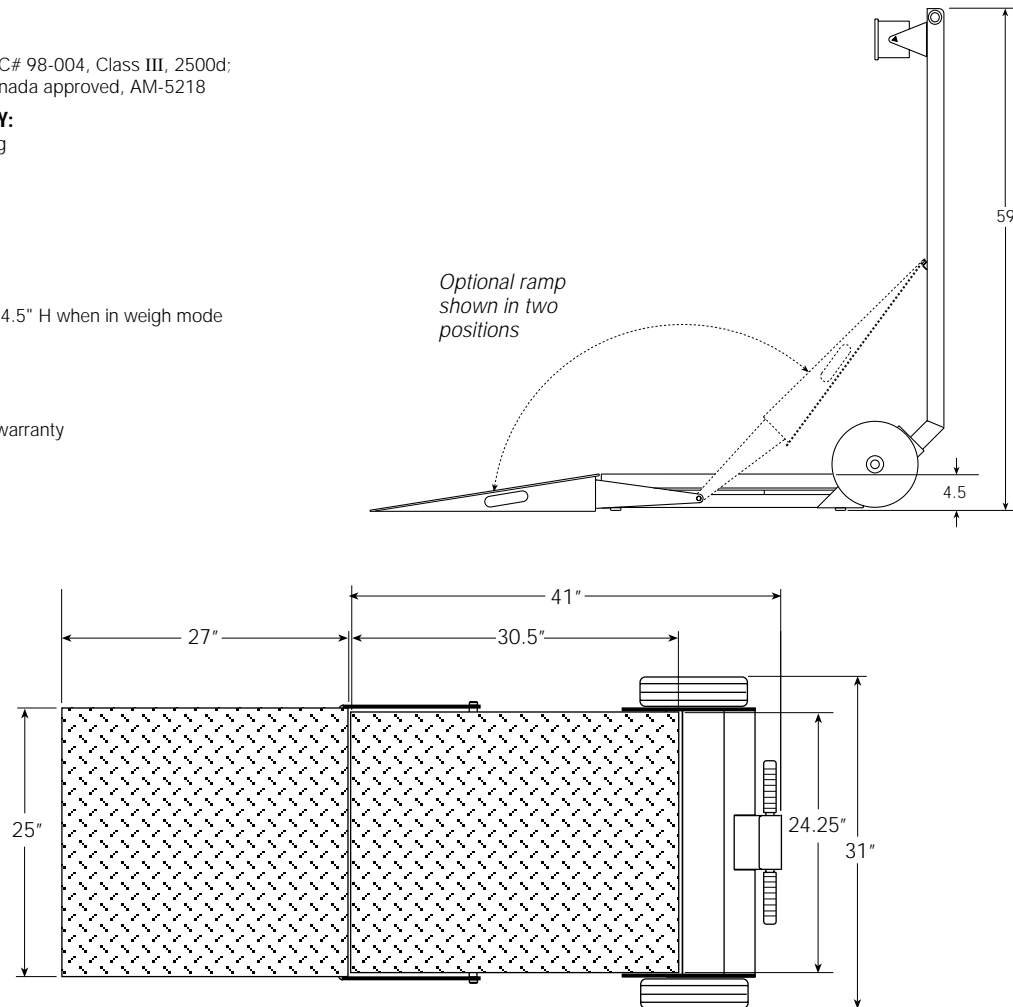 C# 98-004, Class III, 2500d;
nada approved, AM-5218
Y:
g
4.5" H when in weigh mode
warranty
Optional ramp
shown in two
positions
59
4.5
41"
27"
30.5"
25"
24.25"
31"